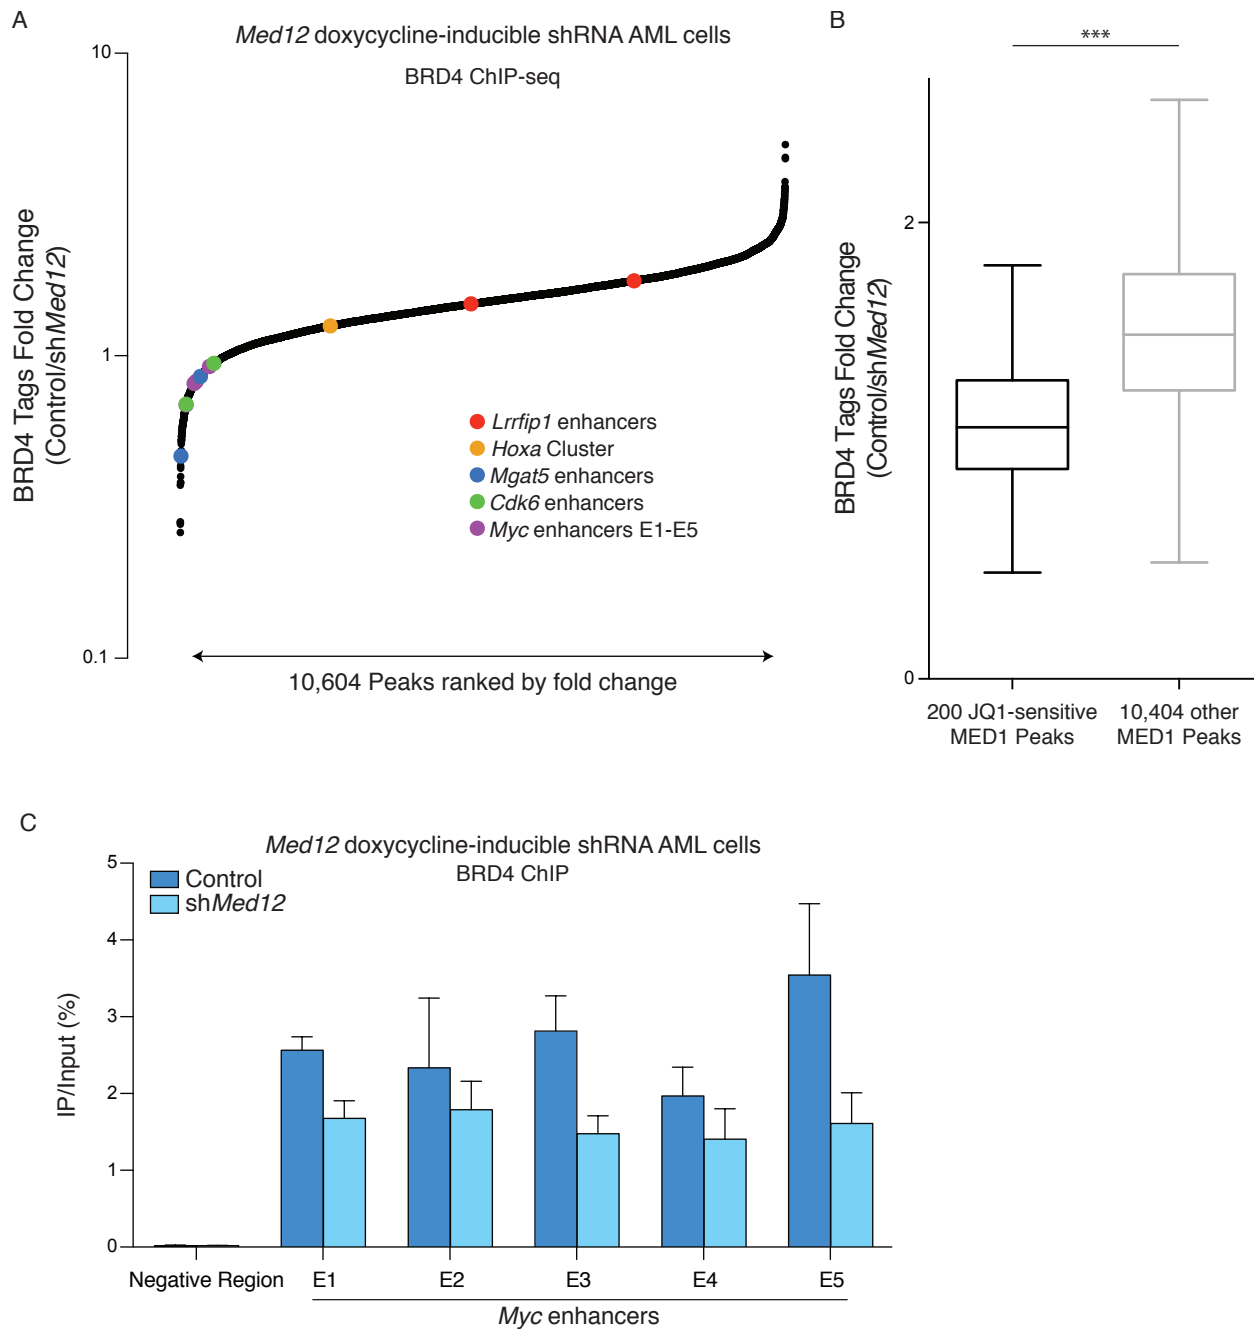 A
Med12 doxycycline-inducible shRNA AML cells
BRD4 ChIP-seq
BRD4 Tags Fold Change
(Control/shMed12)
10
1
0.1
Lrrfip1 enhancers
Hoxa Cluster
Mgat5 enhancers
Cdk6 enhancers
Myc enhancers E1-E5
10,604 Peaks ranked by fold change
B
***
BRD4 Tags Fold Change
(Control/shMed12)
2
0
200 JQ1-sensitive
MED1 Peaks
10,404 other
MED1 Peaks
C
Med12 doxycycline-inducible shRNA AML cells
BRD4 ChIP
Control
shMed12
IP/Input (%)
5
4
3
2
1
0
Negative Region E1 E2 E3 E4 E5
Myc enhancers